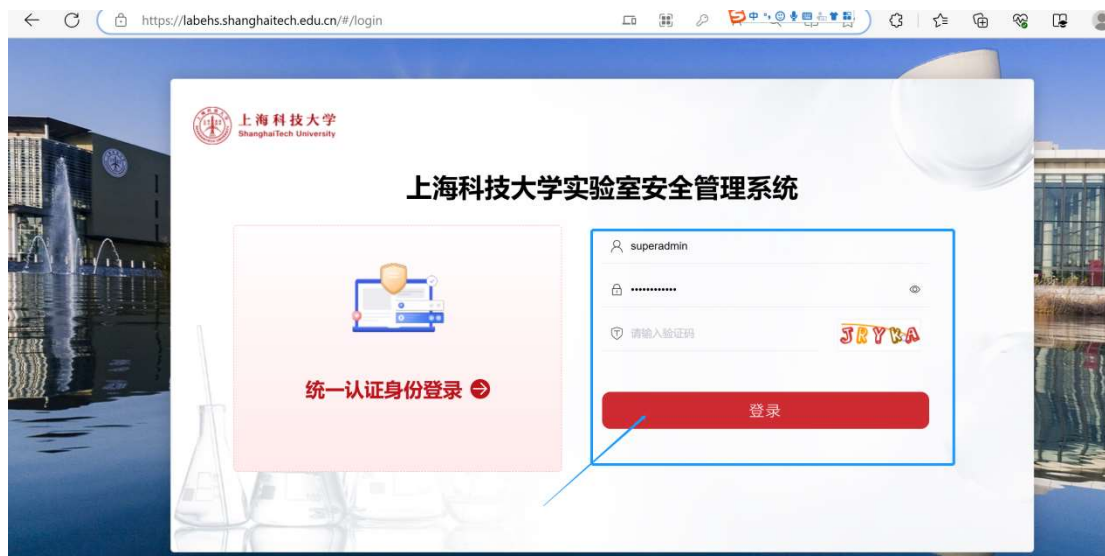 https://labehs.shanghaitech.edu.cn/#/login
中
上海科技大学
ShanghaiTech University
上海科技大学实验室安全管理系统
superadmin
••••••••••••
请输入验证码
JRYKA
统一认证身份登录
登录